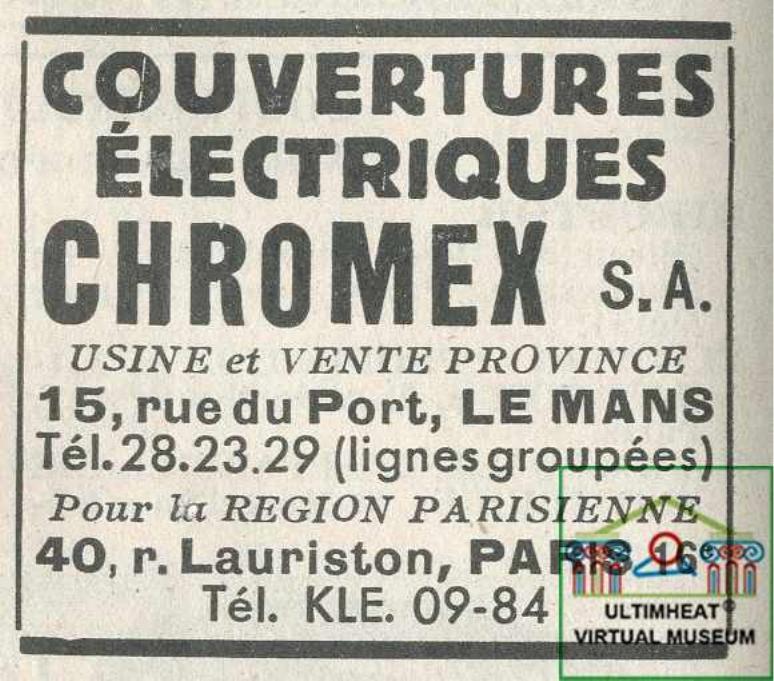 COUVERTURES
ÉLECTRIQUES
CHROMEX S.A.
USINE et VENTE PROVINCE
15, rue du Port, LE MANS
Tél. 28.23.29 (lignes groupées)
Pour la REGION PARISIENNE
40, r. Lauriston, PARIS 16e
Tél. KLE. 09-84
ULTIMHEAT®
VIRTUAL MUSEUM